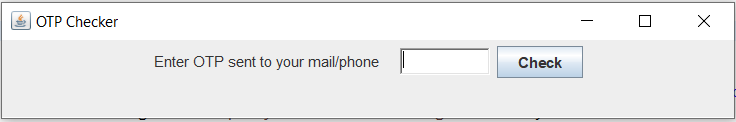 OTP Checker
Enter OTP sent to your mail/phone Check